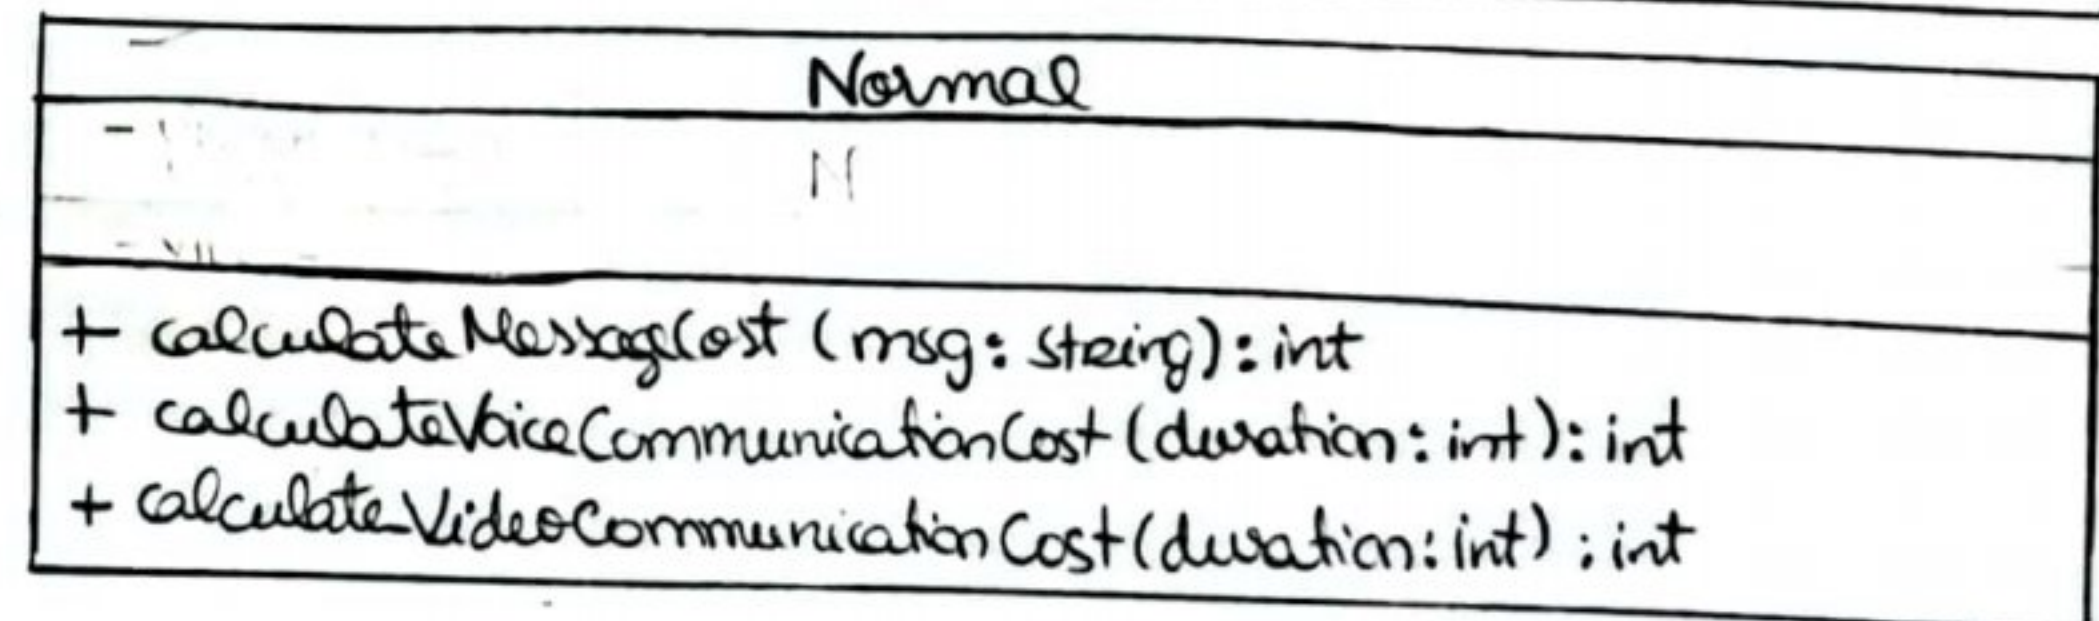 Normal
N
+ calculateMessageCost (msg: string): int
+ calculateVoiceCommunicationCost (duration: int): int
+ calculateVideoCommunicationCost (duration: int) : int